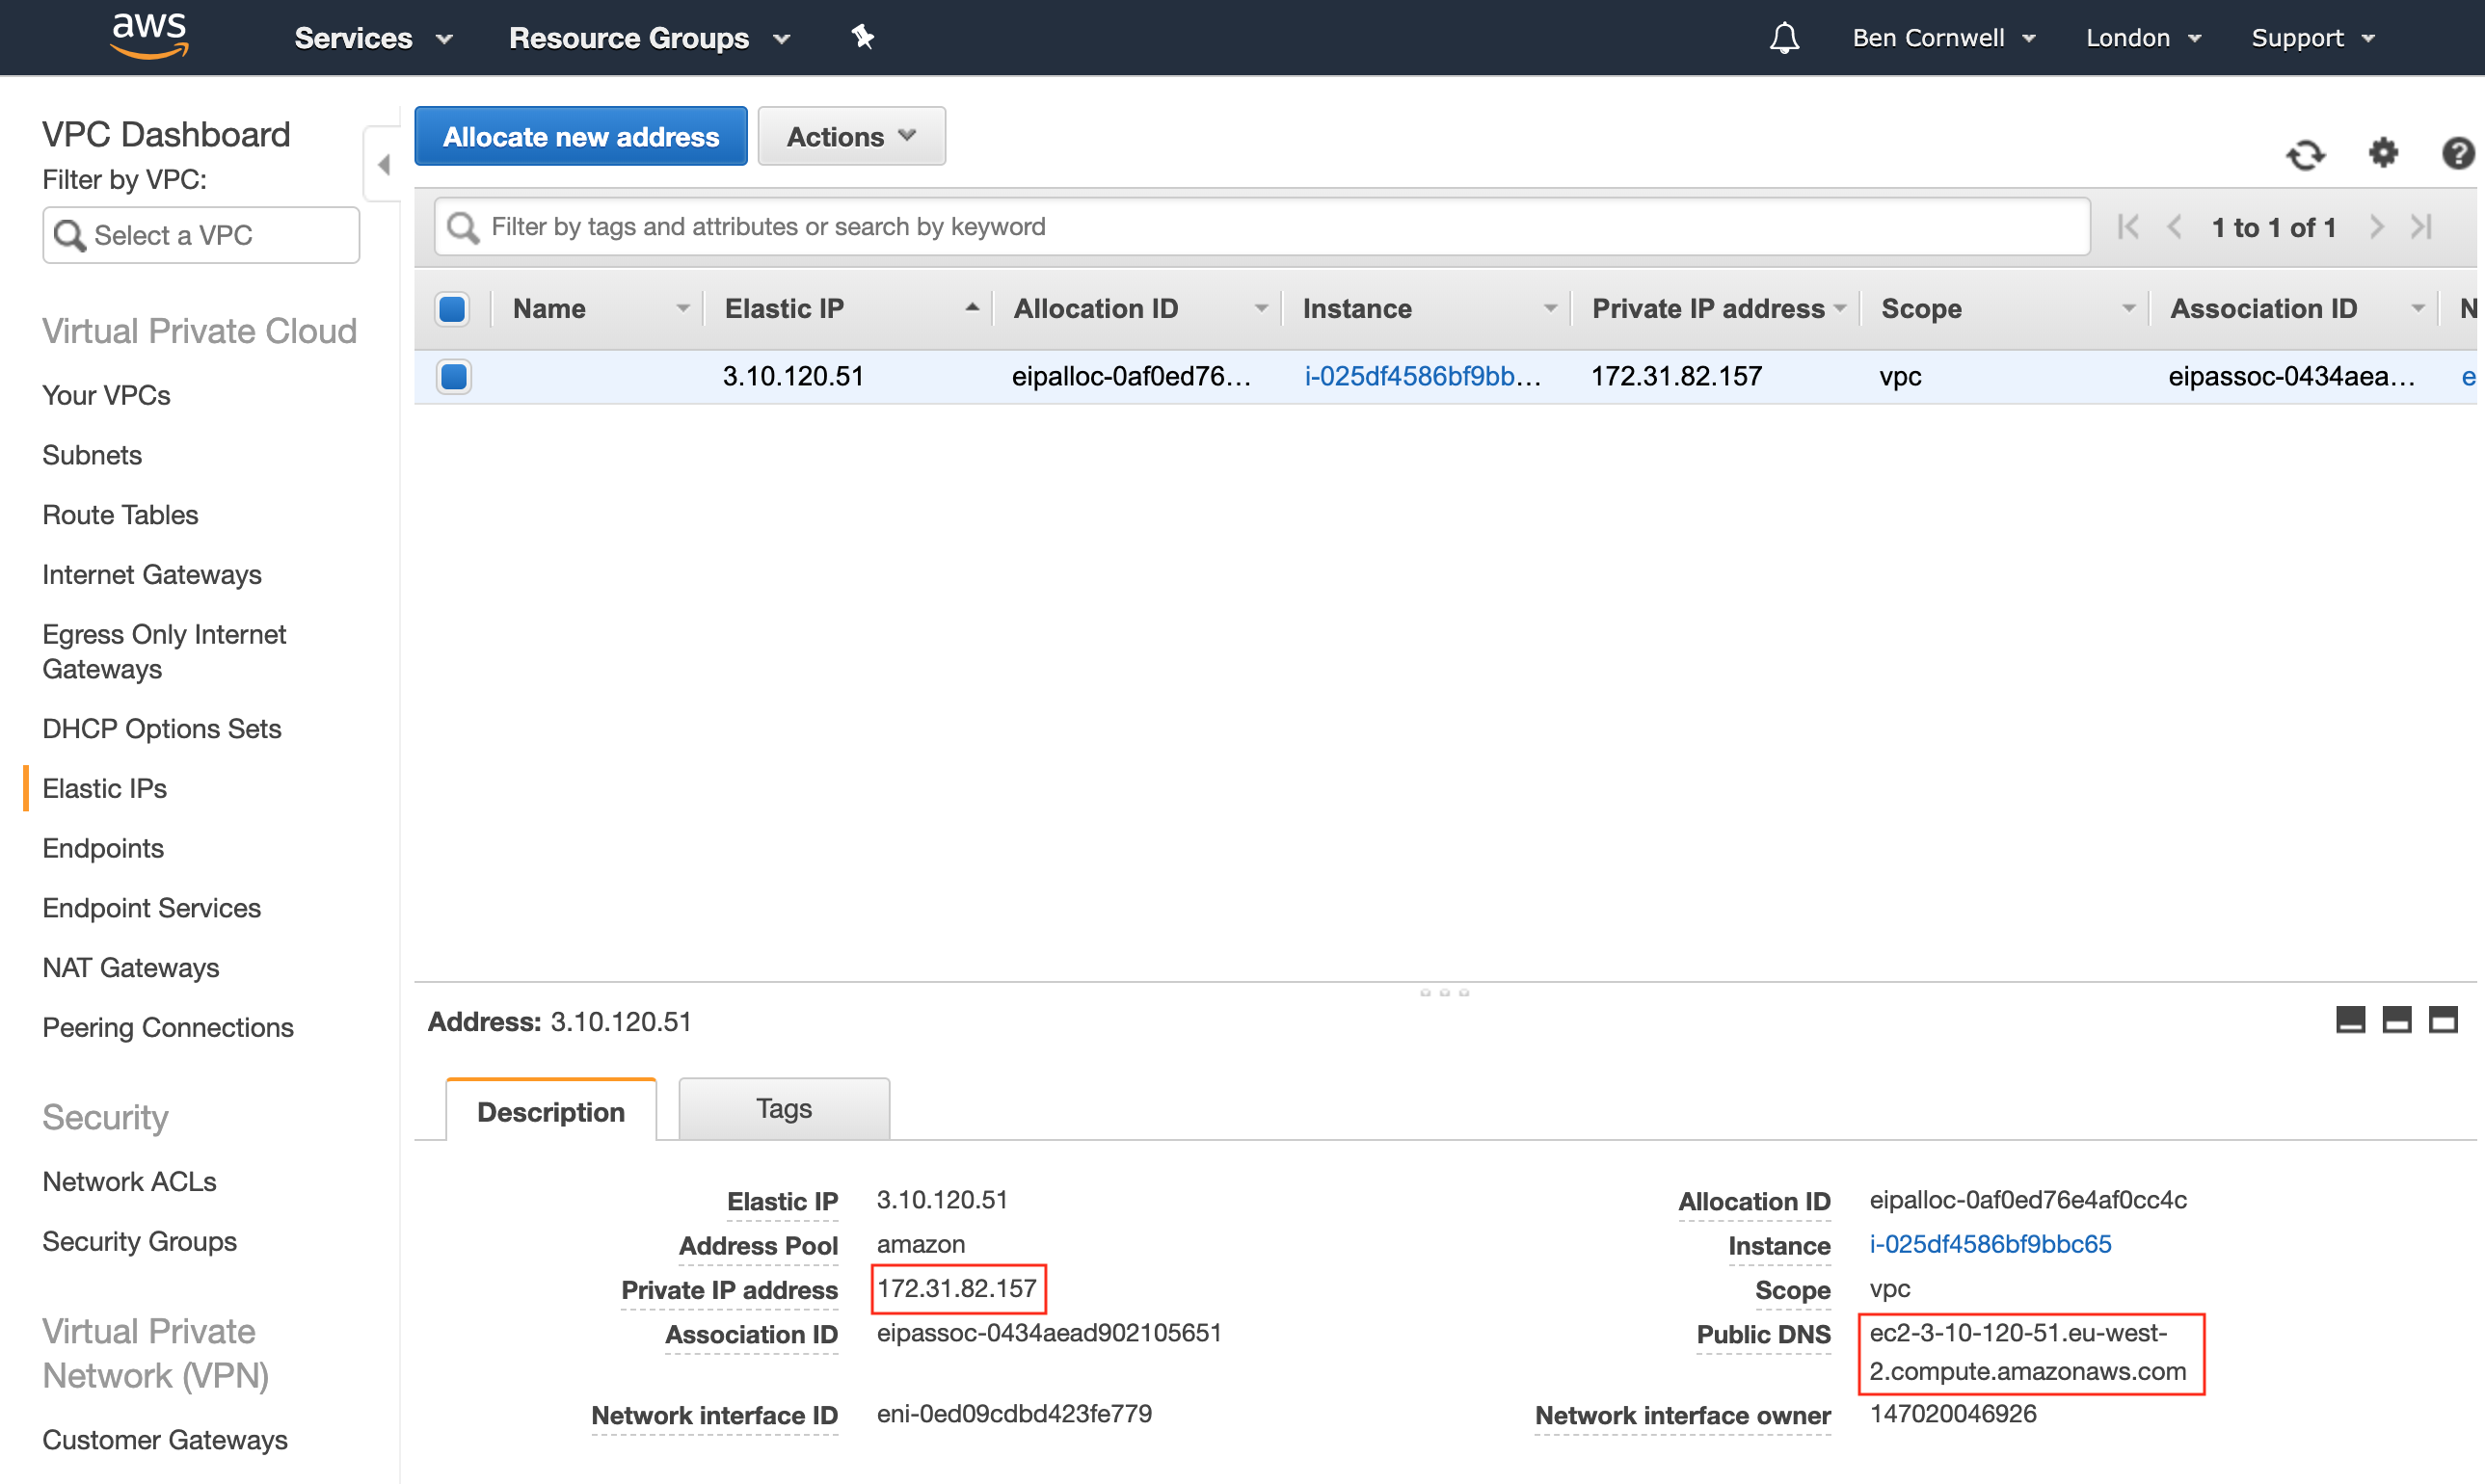 aws
Services
Resource Groups
Ben Cornwell
London
Support
VPC Dashboard
Filter by VPC:
Select a VPC
Virtual Private Cloud
Your VPCs
Subnets
Route Tables
Internet Gateways
Egress Only Internet
Gateways
DHCP Options Sets
Elastic IPs
Endpoints
Endpoint Services
NAT Gateways
Peering Connections
Security
Network ACLs
Security Groups
Virtual Private
Network (VPN)
Customer Gateways
Allocate new address
Actions
Filter by tags and attributes or search by keyword
1 to 1 of 1
Name Elastic IP Allocation ID Instance Private IP address Scope Association ID N
3.10.120.51 eipalloc-0af0ed76... i-025df4586bf9bb... 172.31.82.157 vpc eipassoc-0434aea... e
Address: 3.10.120.51
Description
Tags
Elastic IP 3.10.120.51
Address Pool amazon
Private IP address 172.31.82.157
Association ID eipassoc-0434aead902105651
Network interface ID eni-0ed09cdbd423fe779
Allocation ID eipalloc-0af0ed76e4af0cc4c
Instance i-025df4586bf9bbc65
Scope vpc
Public DNS ec2-3-10-120-51.eu-west-
2.compute.amazonaws.com
Network interface owner 147020046926